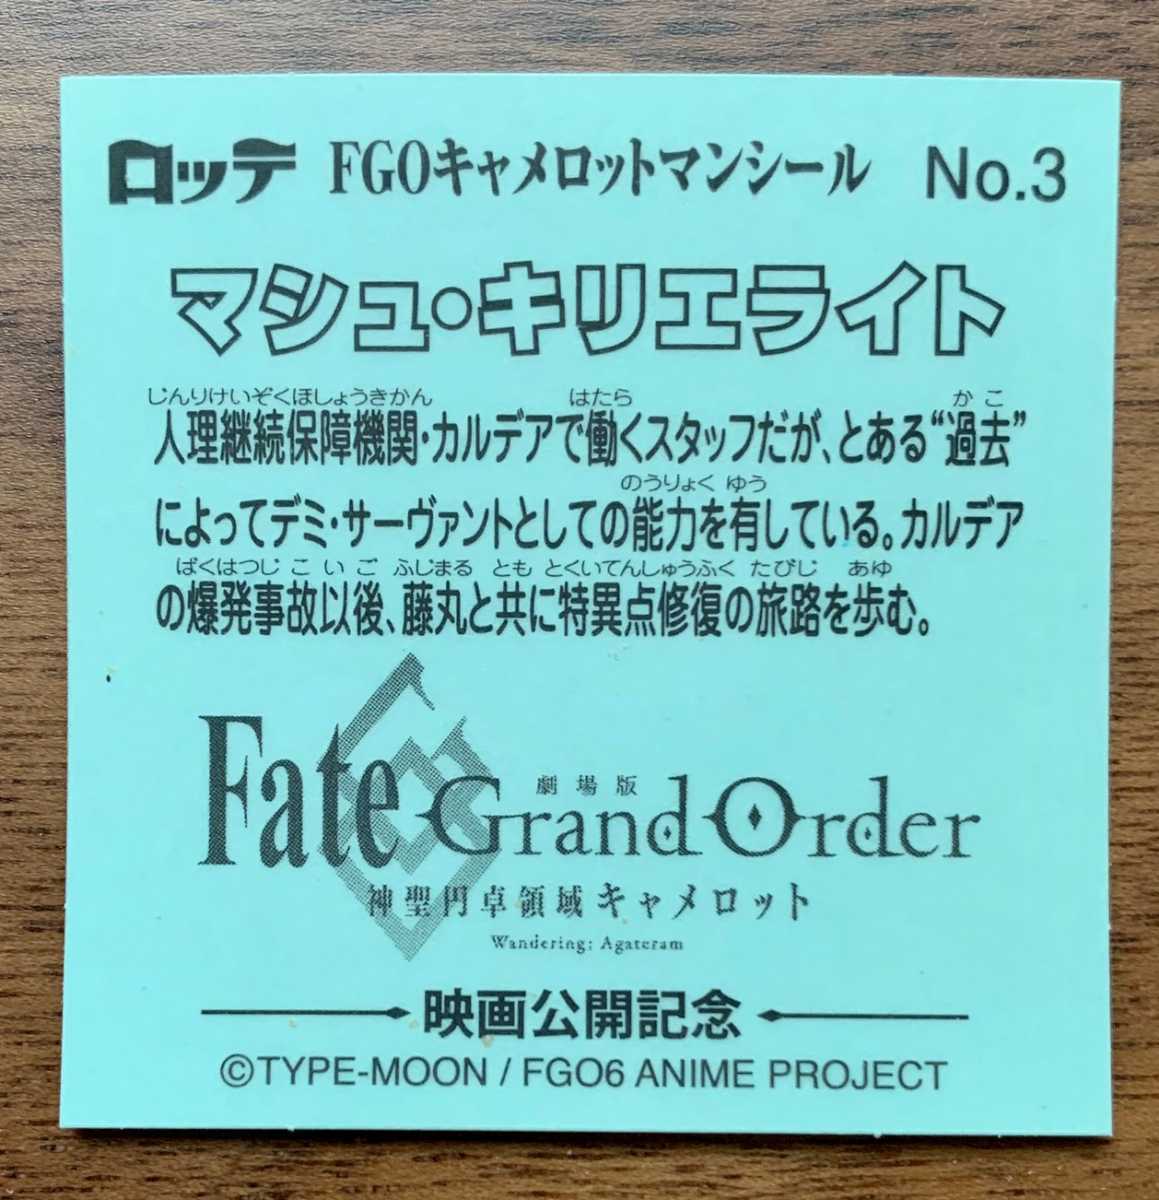 ロッテ FGOキャメロットマンシール No.3
マシュ・キリエライト
じんりけいぞくほしょうきかん はたら かこ
人理継続保障機関・カルデアで働くスタッフだが、とある“過去”
のうりょく ゆう
によってデミ・サーヴァントとしての能力を有している。カルデア
ばくはつじこいご ふじまる とも とくいてんしゅうふく たびじ あゆ
の爆発事故以後、藤丸と共に特異点修復の旅路を歩む。
劇場版
Fate Grand Order
神聖円卓領域キャメロット
Wandering; Agateram
映画公開記念
©TYPE-MOON / FGO6 ANIME PROJECT